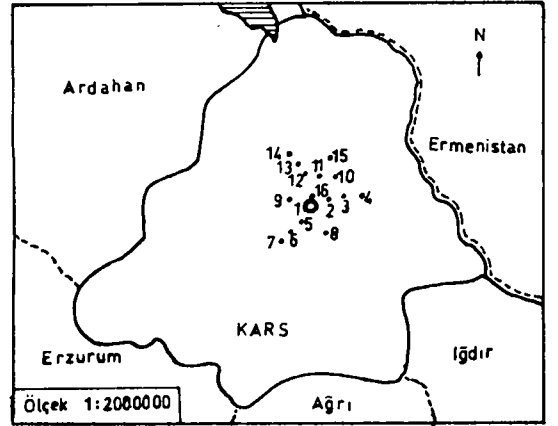 N
Ardahan
Ermenistan
14 15
13 11
12 10
16
9 1 2 3 4
5
7 6 8
KARS
Erzurum
Iğdır
Ölçek 1:2080000
Ağrı